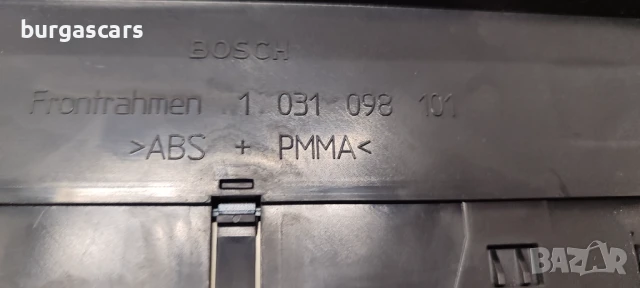 burgascars
BOSCH
Frontrahmen 1 031 098 101
>ABS + PMMA<
BAZAR